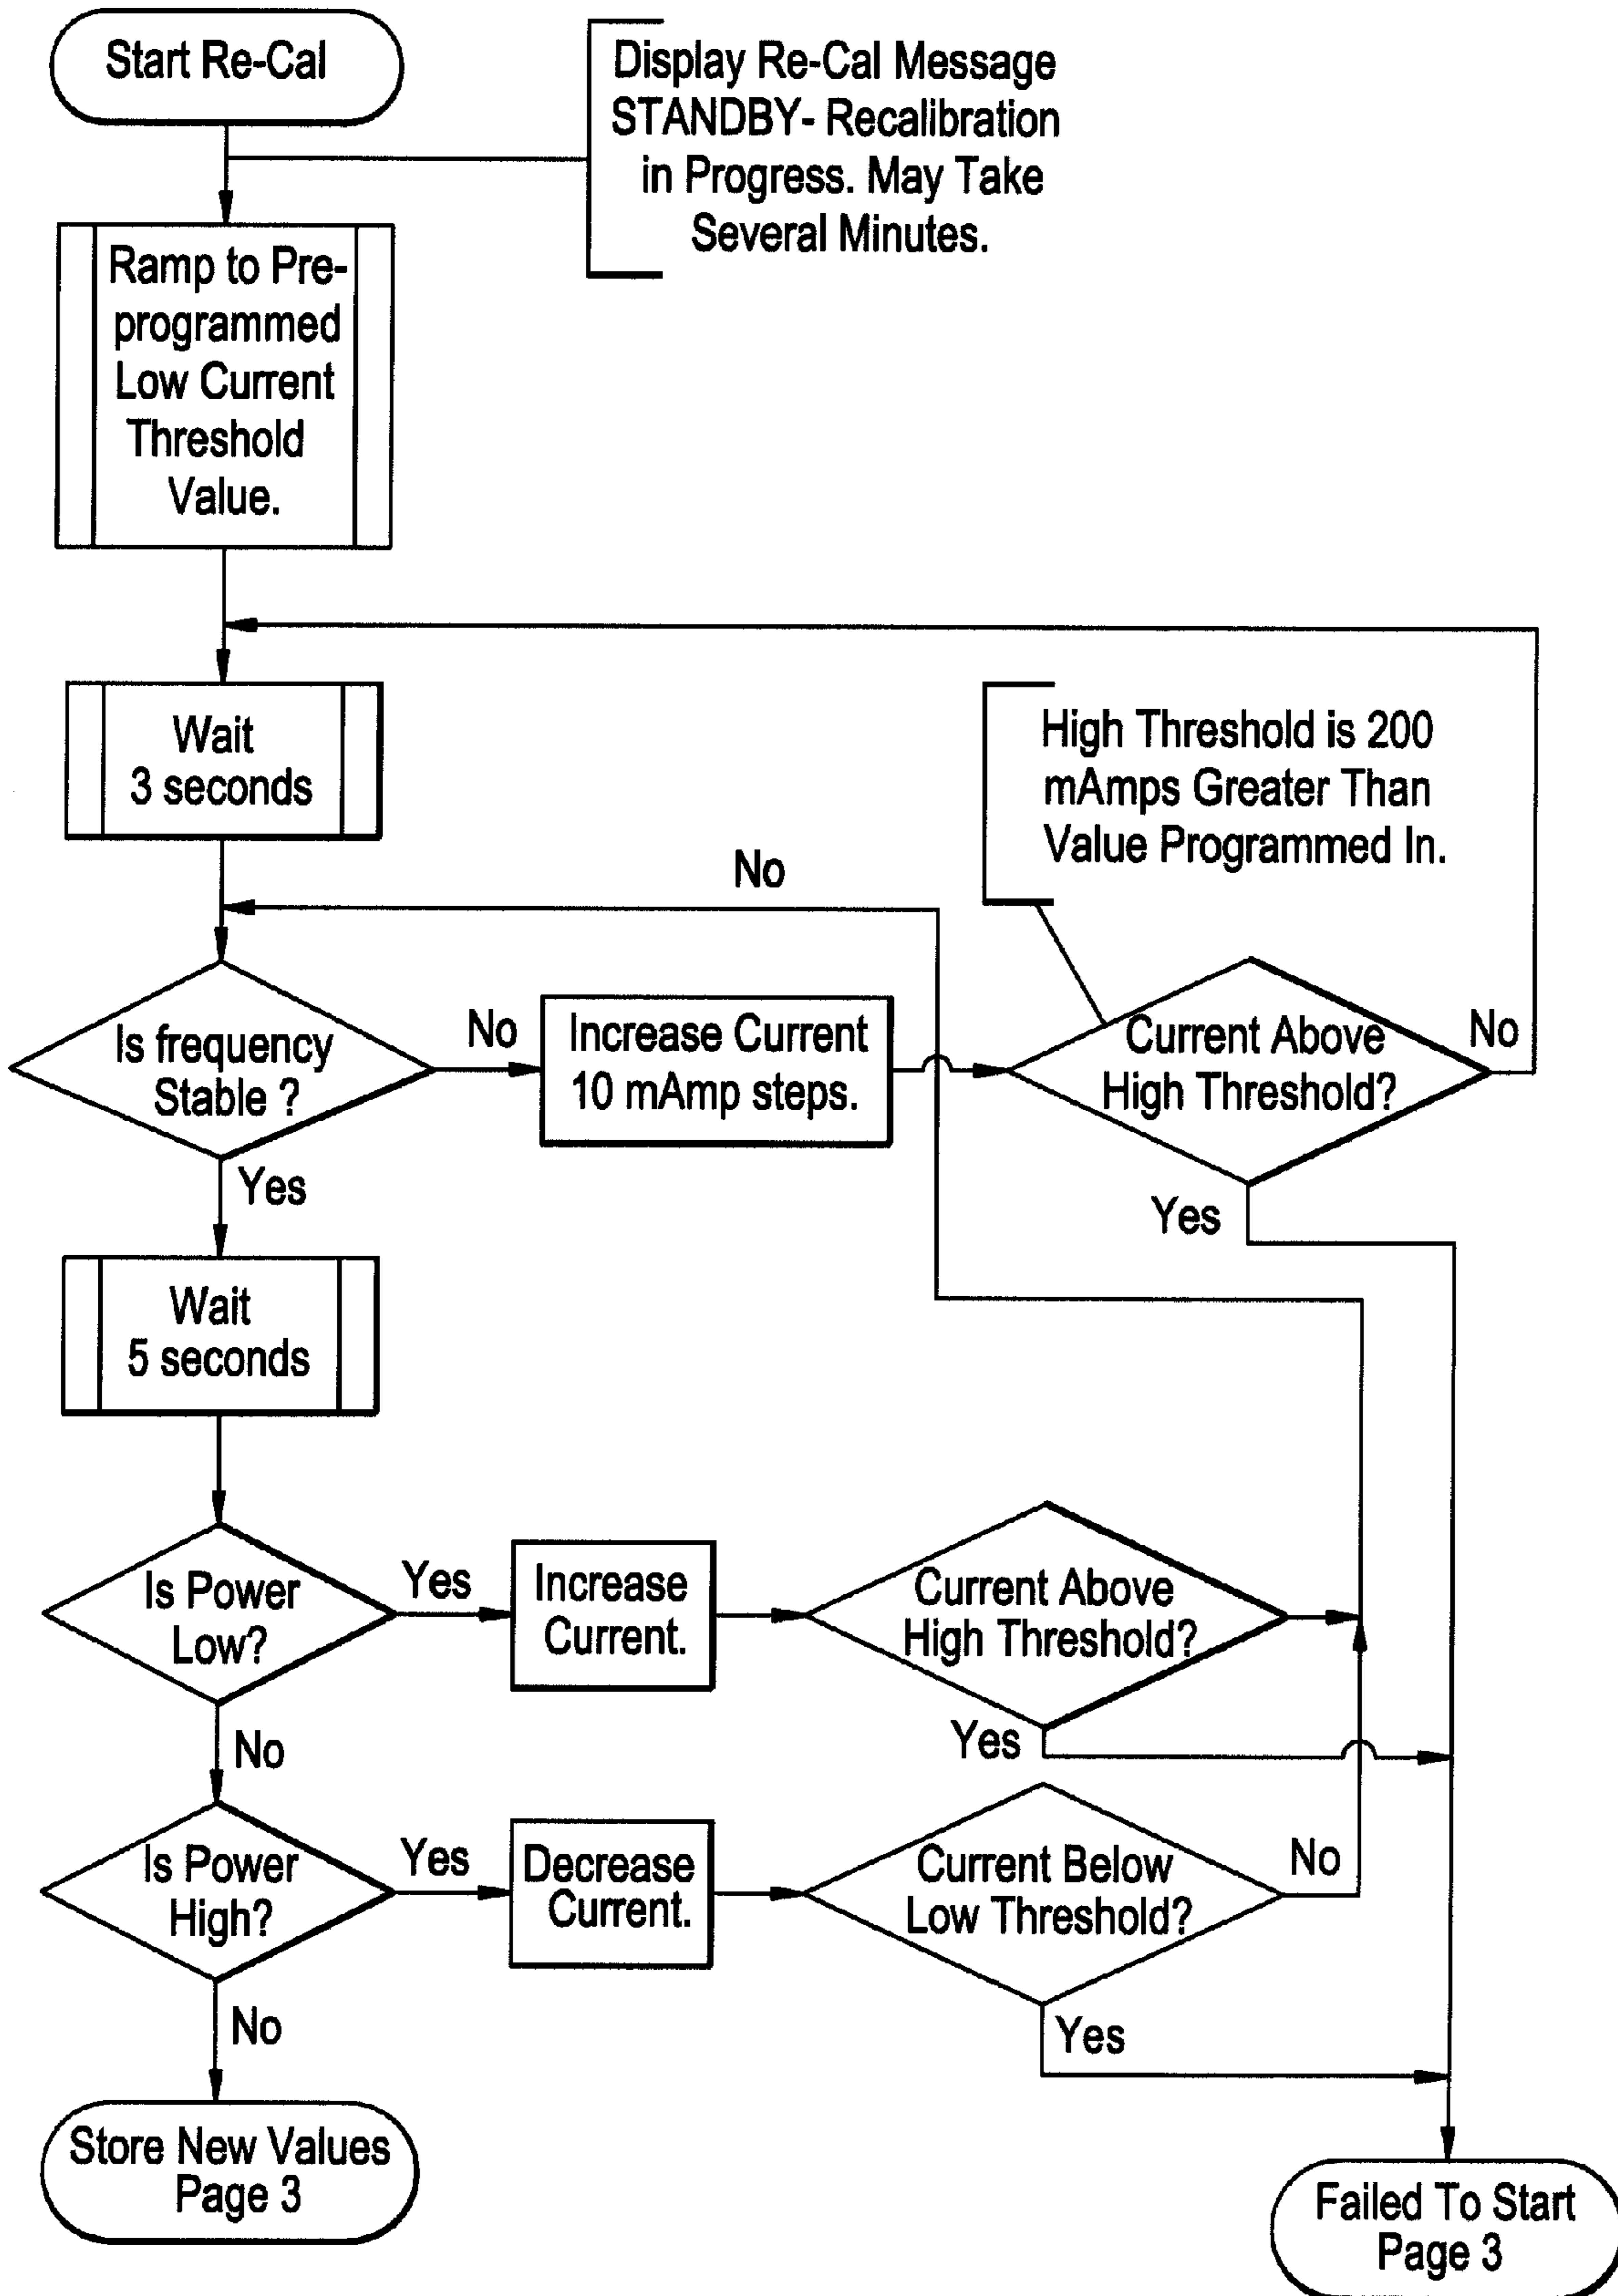 Start Re-Cal
Display Re-Cal Message
STANDBY- Recalibration
in Progress. May Take
Several Minutes.
Ramp to Pre-
programmed
Low Current
Threshold
Value.
Wait
3 seconds
High Threshold is 200
mAmps Greater Than
Value Programmed In.
No
Is frequency
Stable ?
No
Increase Current
10 mAmp steps.
Current Above
High Threshold?
No
Yes
Yes
Wait
5 seconds
Is Power
Low?
Yes
Increase
Current.
Current Above
High Threshold?
Yes
No
Is Power
High?
Yes
Decrease
Current.
Current Below
Low Threshold?
No
Yes
No
Store New Values
Page 3
Failed To Start
Page 3